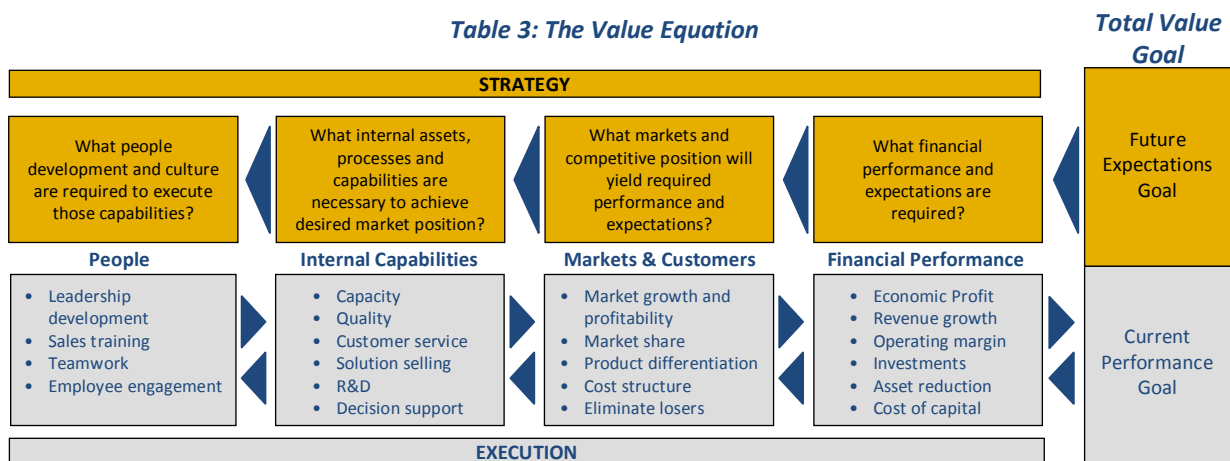 Table 3: The Value Equation
Total Value
Goal
STRATEGY
What people
development and culture
are required to execute
those capabilities?
What internal assets,
processes and
capabilities are
necessary to achieve
desired market position?
What markets and
competitive position will
yield required
performance and
expectations?
What financial
performance and
expectations are
required?
Future
Expectations
Goal
People
• Leadership
development
• Sales training
• Teamwork
• Employee engagement
Internal Capabilities
• Capacity
• Quality
• Customer service
• Solution selling
• R&D
• Decision support
Markets & Customers
• Market growth and
profitability
• Market share
• Product differentiation
• Cost structure
• Eliminate losers
Financial Performance
• Economic Profit
• Revenue growth
• Operating margin
• Investments
• Asset reduction
• Cost of capital
Current
Performance
Goal
EXECUTION